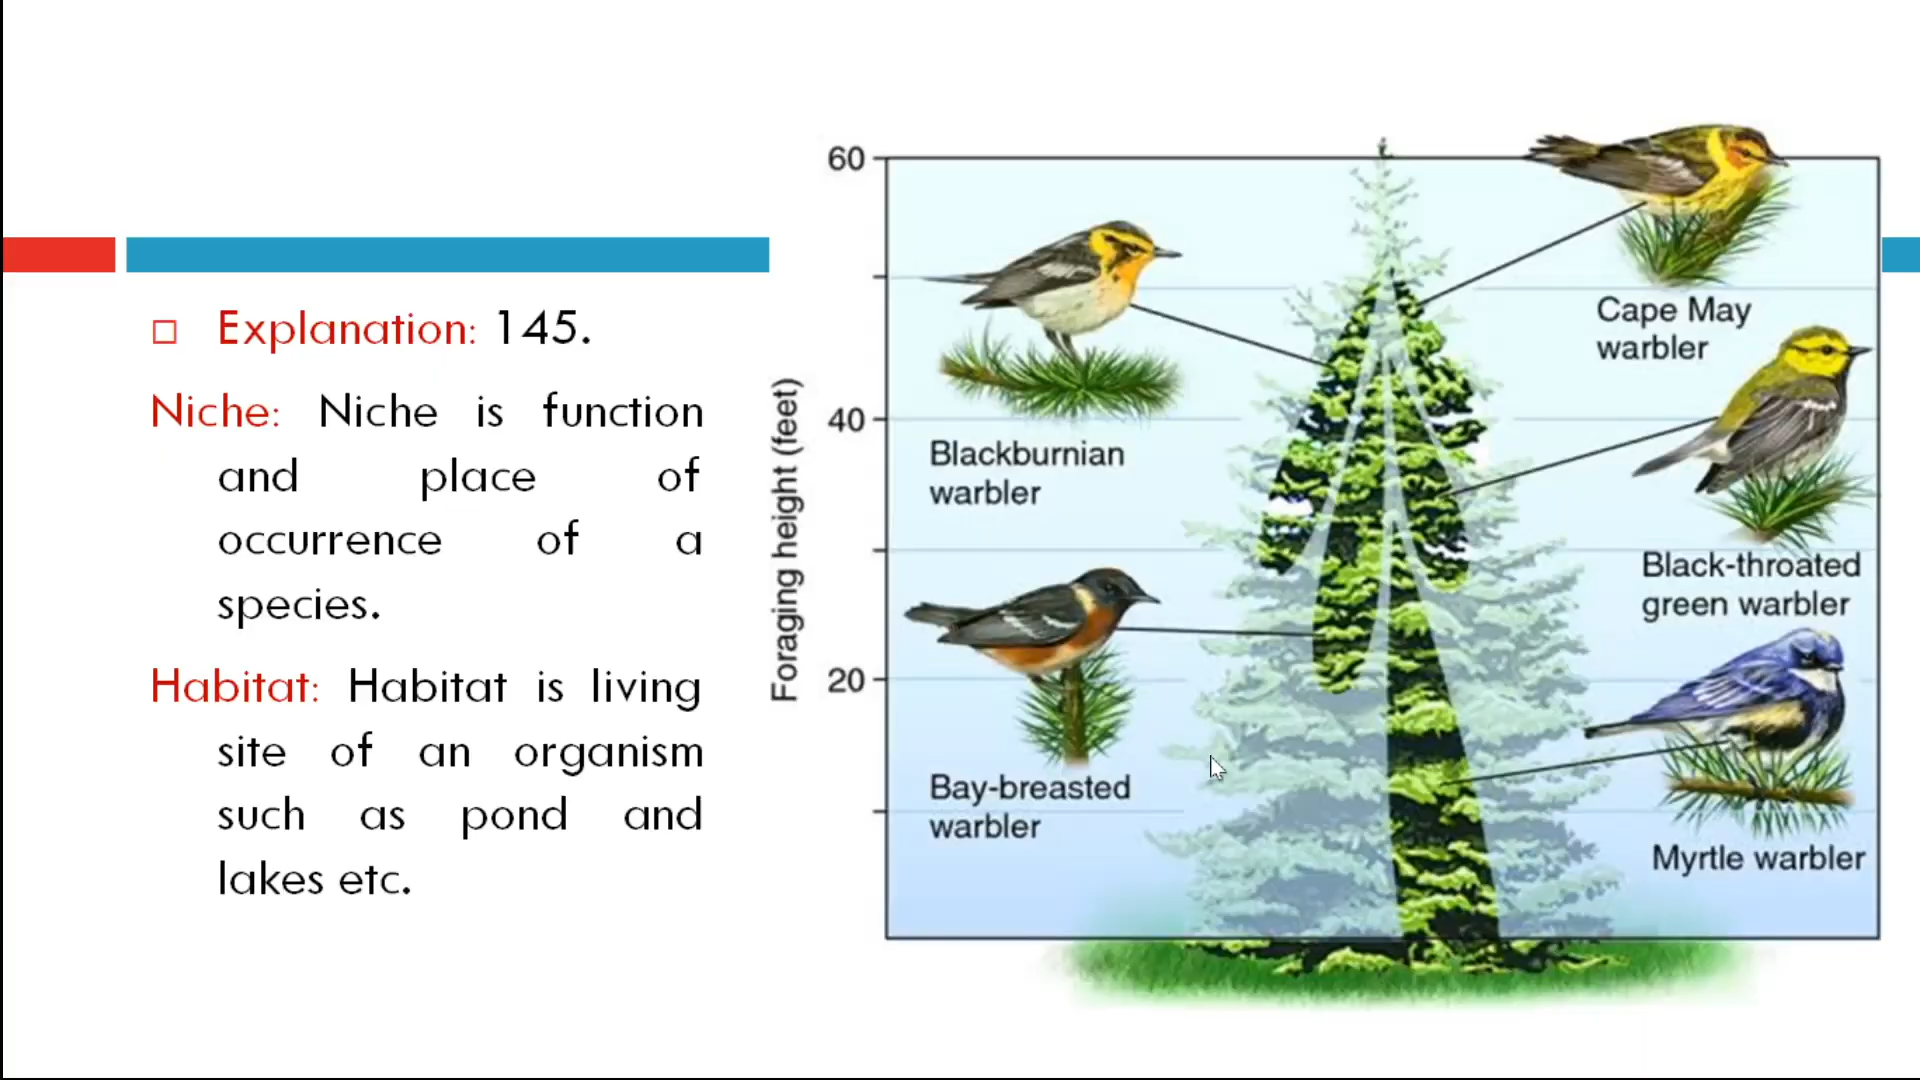 Explanation: 145.
Niche: Niche is function
and place of
occurrence of a
species.
Habitat: Habitat is living
site of an organism
such as pond and
lakes etc.
Foraging height (feet)
60
40
20
Cape May
warbler
Blackburnian
warbler
Black-throated
green warbler
Bay-breasted
warbler
Myrtle warbler